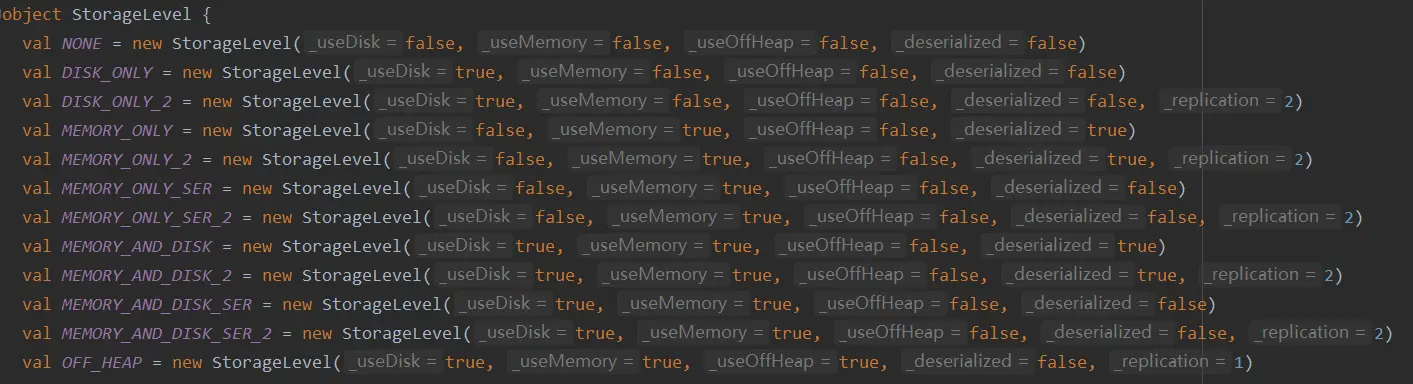 object StorageLevel {
val NONE = new StorageLevel(_useDisk = false, _useMemory = false, _useOffHeap = false, _deserialized = false)
val DISK_ONLY = new StorageLevel(_useDisk = true, _useMemory = false, _useOffHeap = false, _deserialized = false)
val DISK_ONLY_2 = new StorageLevel(_useDisk = true, _useMemory = false, _useOffHeap = false, _deserialized = false, _replication = 2)
val MEMORY_ONLY = new StorageLevel(_useDisk = false, _useMemory = true, _useOffHeap = false, _deserialized = true)
val MEMORY_ONLY_2 = new StorageLevel(_useDisk = false, _useMemory = true, _useOffHeap = false, _deserialized = true, _replication = 2)
val MEMORY_ONLY_SER = new StorageLevel(_useDisk = false, _useMemory = true, _useOffHeap = false, _deserialized = false)
val MEMORY_ONLY_SER_2 = new StorageLevel(_useDisk = false, _useMemory = true, _useOffHeap = false, _deserialized = false, _replication = 2)
val MEMORY_AND_DISK = new StorageLevel(_useDisk = true, _useMemory = true, _useOffHeap = false, _deserialized = true)
val MEMORY_AND_DISK_2 = new StorageLevel(_useDisk = true, _useMemory = true, _useOffHeap = false, _deserialized = true, _replication = 2)
val MEMORY_AND_DISK_SER = new StorageLevel(_useDisk = true, _useMemory = true, _useOffHeap = false, _deserialized = false)
val MEMORY_AND_DISK_SER_2 = new StorageLevel(_useDisk = true, _useMemory = true, _useOffHeap = false, _deserialized = false, _replication = 2)
val OFF_HEAP = new StorageLevel(_useDisk = true, _useMemory = true, _useOffHeap = true, _deserialized = false, _replication = 1)